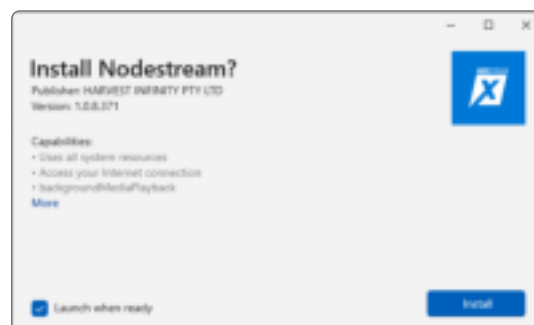 Install Nodestream?
Publisher: HARVEST INFINITY PTY LTD
Version: 1.0.8.371
Capabilities:
• Uses all system resources
• Access your Internet connection
• backgroundMediaPlayback
More
Launch when ready
Install